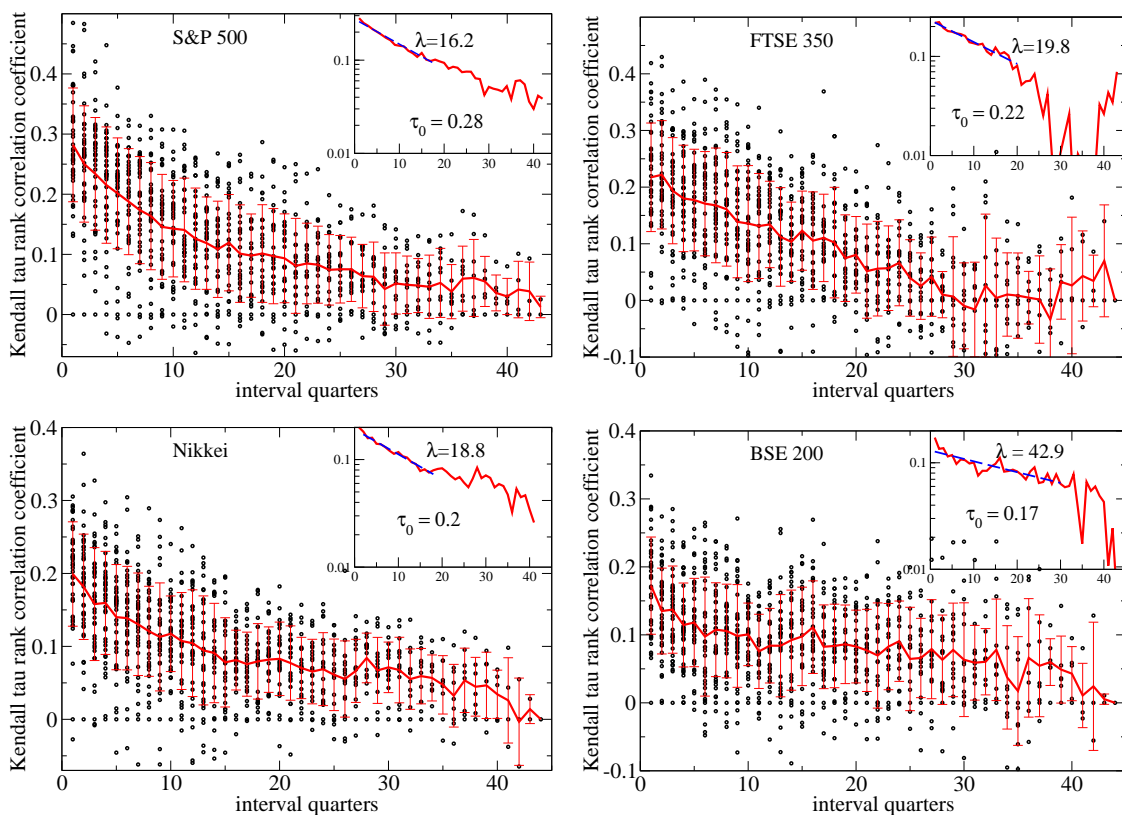 Kendall tau rank correlation coefficient
0.5
0.4
0.3
0.2
0.1
0
S&P 500
0.1
0.01
λ=16.2
τ0 = 0.28
0 10 20 30 40
0 10 20 30 40
interval quarters
Kendall tau rank correlation coefficient
0.4
0.3
0.2
0.1
0
-0.1
FTSE 350
0.1
0.01
λ=19.8
τ0 = 0.22
0 10 20 30 40
0 10 20 30 40
interval quarters
Kendall tau rank correlation coefficient
0.4
0.3
0.2
0.1
0
Nikkei
0.1
0.01
λ=18.8
τ0 = 0.2
0 10 20 30 40
0 10 20 30 40
interval quarters
Kendall tau rank correlation coefficient
0.4
0.3
0.2
0.1
0
-0.1
BSE 200
0.1
0.01
λ = 42.9
τ0 = 0.17
0 10 20 30 40
0 10 20 30 40
interval quarters